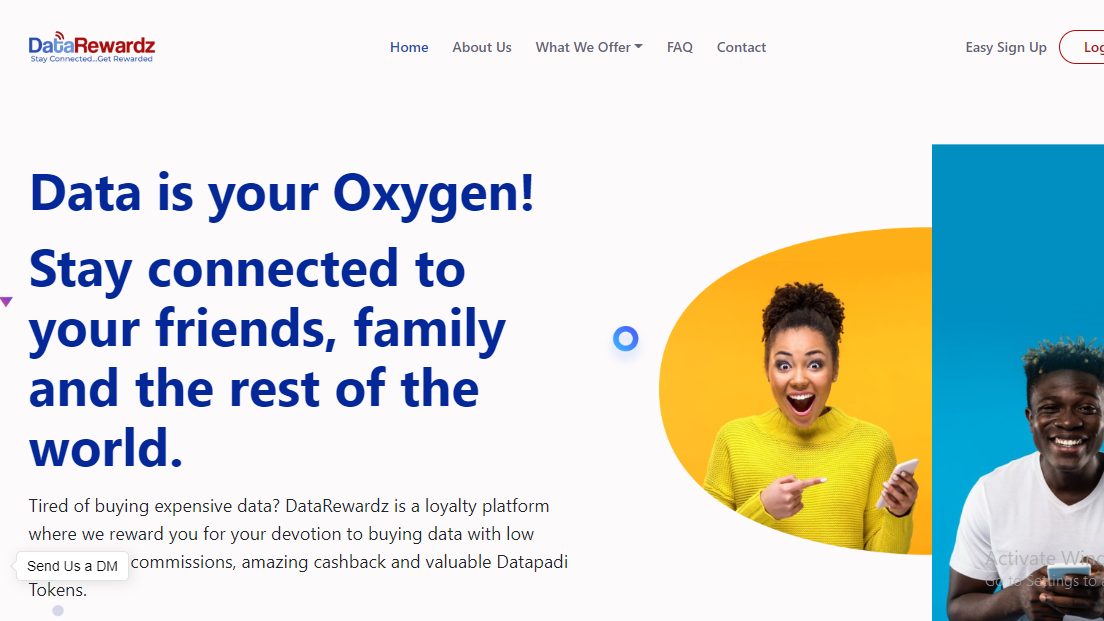 DataRewardz
Stay Connected...Get Rewarded
Home
About Us
What We Offer
FAQ
Contact
Easy Sign Up
Data is your Oxygen!
Stay connected to
your friends, family
and the rest of the
world.
Tired of buying expensive data? DataRewardz is a loyalty platform
where we reward you for your devotion to buying data with low
Send Us a DM
commissions, amazing cashback and valuable Datapadi
Tokens.
Activate
Go to Settings to